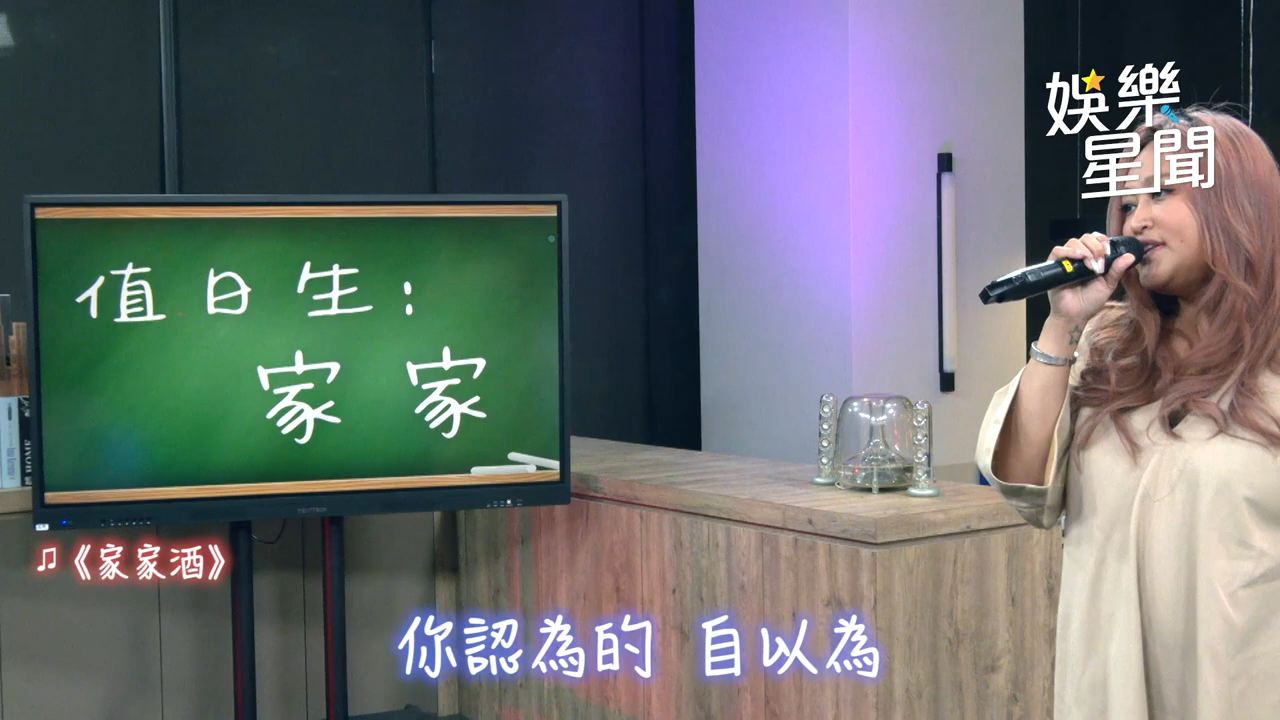 娛樂
星聞
值日生:
家家
♫《家家酒》
你認為的 自以為